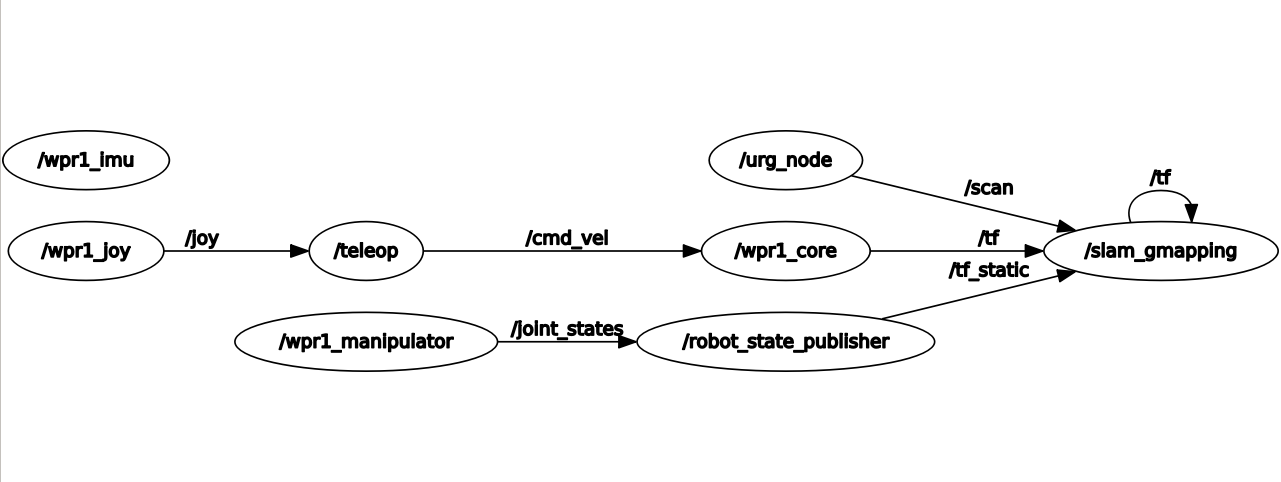 /wpr1_imu
/urg_node
/tf
/scan
/wpr1_joy
/joy
/teleop
/cmd_vel
/wpr1_core
/tf
/slam_gmapping
/tf_static
/wpr1_manipulator
/joint_states
/robot_state_publisher